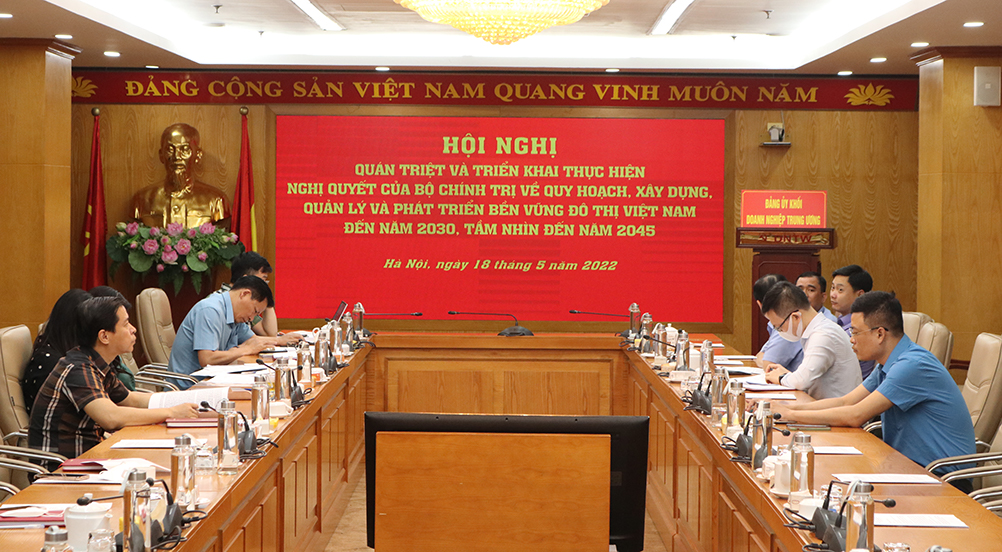 ĐẢNG CỘNG SẢN VIỆT NAM QUANG VINH MUÔN NĂM
HỘI NGHỊ
QUÁN TRIỆT VÀ TRIỂN KHAI THỰC HIỆN
NGHỊ QUYẾT CỦA BỘ CHÍNH TRỊ VỀ QUY HOẠCH, XÂY DỰNG,
QUẢN LÝ VÀ PHÁT TRIỂN BỀN VỮNG ĐÔ THỊ VIỆT NAM
ĐẾN NĂM 2030, TẦM NHÌN ĐẾN NĂM 2045
Hà Nội, ngày 18 tháng 5 năm 2022
ĐẢNG ỦY KHỐI
DOANH NGHIỆP TRUNG ƯƠNG